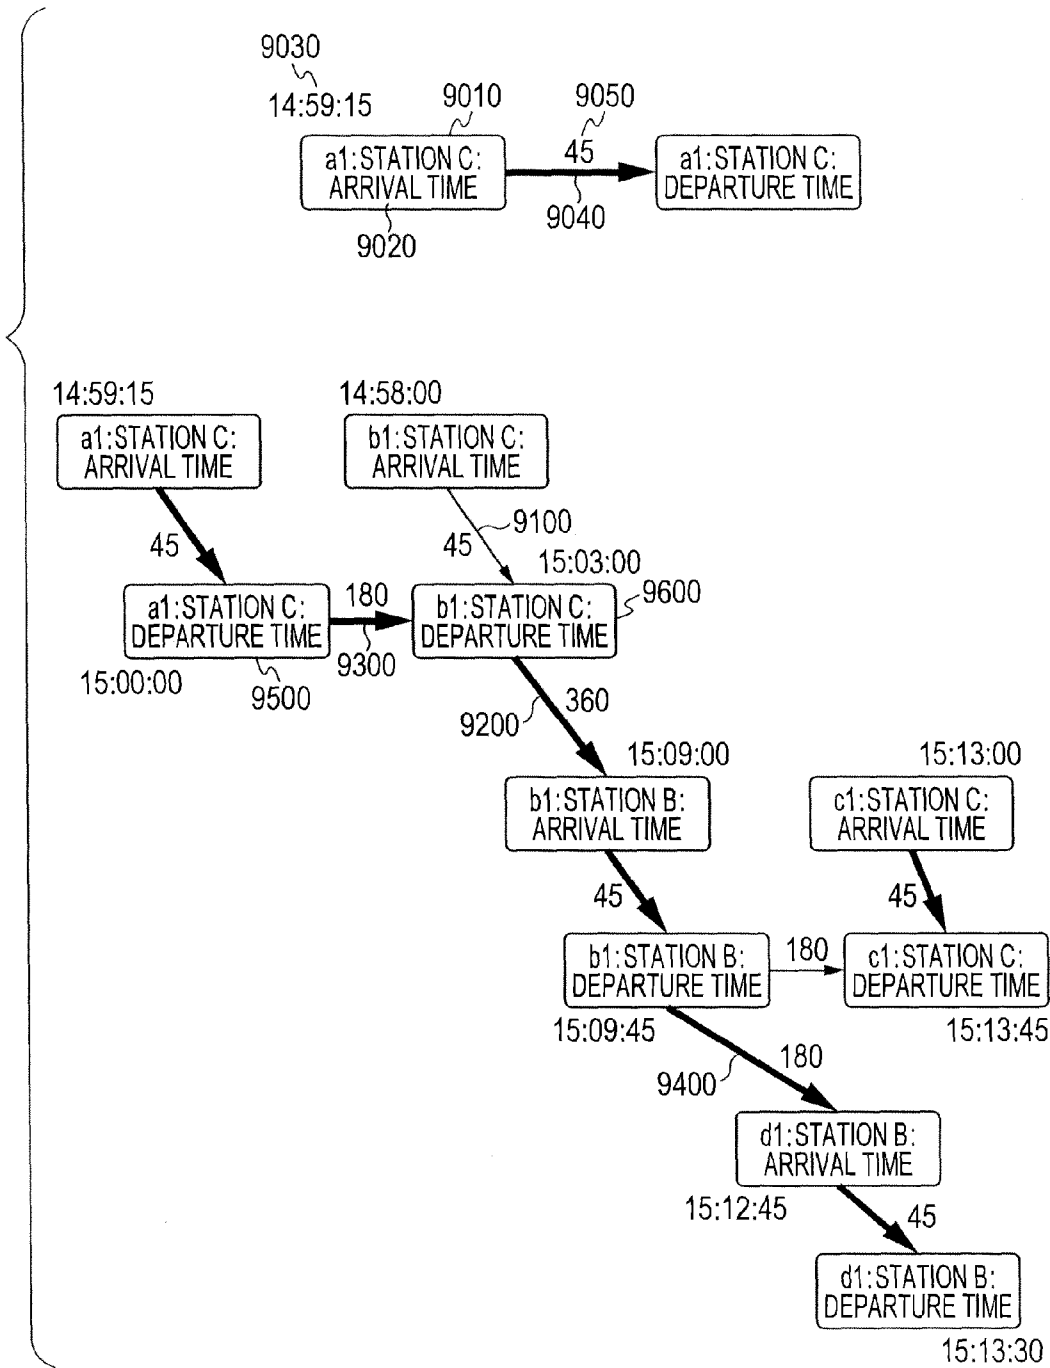 9030
14:59:15
9010
9050
a1:STATION C:
ARRIVAL TIME
45
a1:STATION C:
DEPARTURE TIME
9040
9020
14:59:15
14:58:00
a1:STATION C:
ARRIVAL TIME
b1:STATION C:
ARRIVAL TIME
45
45
9100
15:03:00
a1:STATION C:
DEPARTURE TIME
180
9300
b1:STATION C:
DEPARTURE TIME
9600
15:00:00
9500
9200
360
15:09:00
15:13:00
b1:STATION B:
ARRIVAL TIME
c1:STATION C:
ARRIVAL TIME
45
45
b1:STATION B:
DEPARTURE TIME
180
c1:STATION C:
DEPARTURE TIME
15:09:45
15:13:45
9400
180
d1:STATION B:
ARRIVAL TIME
15:12:45
45
d1:STATION B:
DEPARTURE TIME
15:13:30